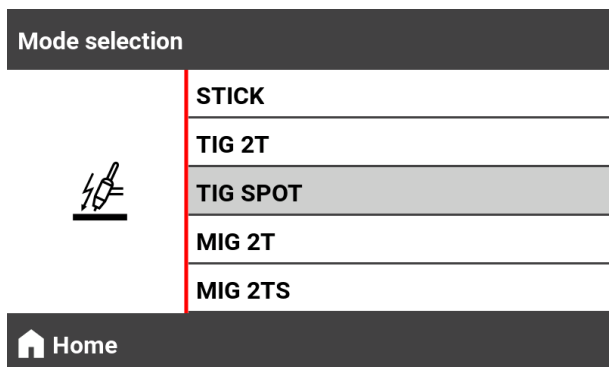 Mode selection
STICK
TIG 2T
TIG SPOT
MIG 2T
MIG 2TS
Home